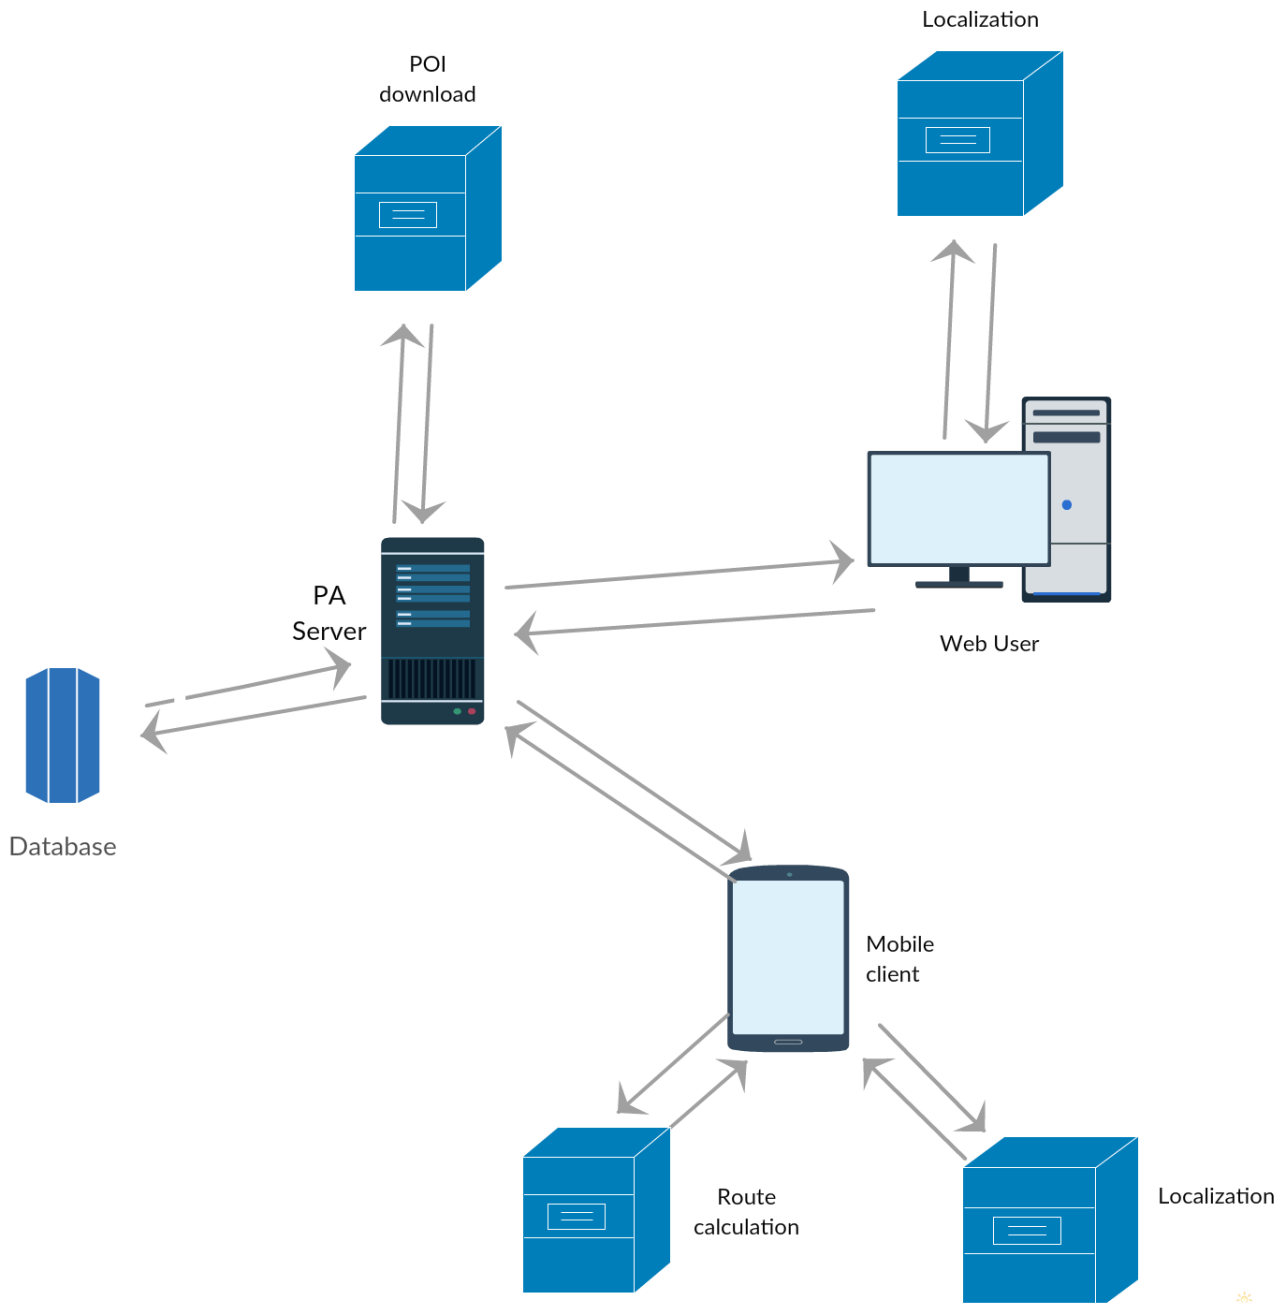 Localization
POI
download
PA
Server
Web User
Database
Mobile
client
Route
calculation
Localization